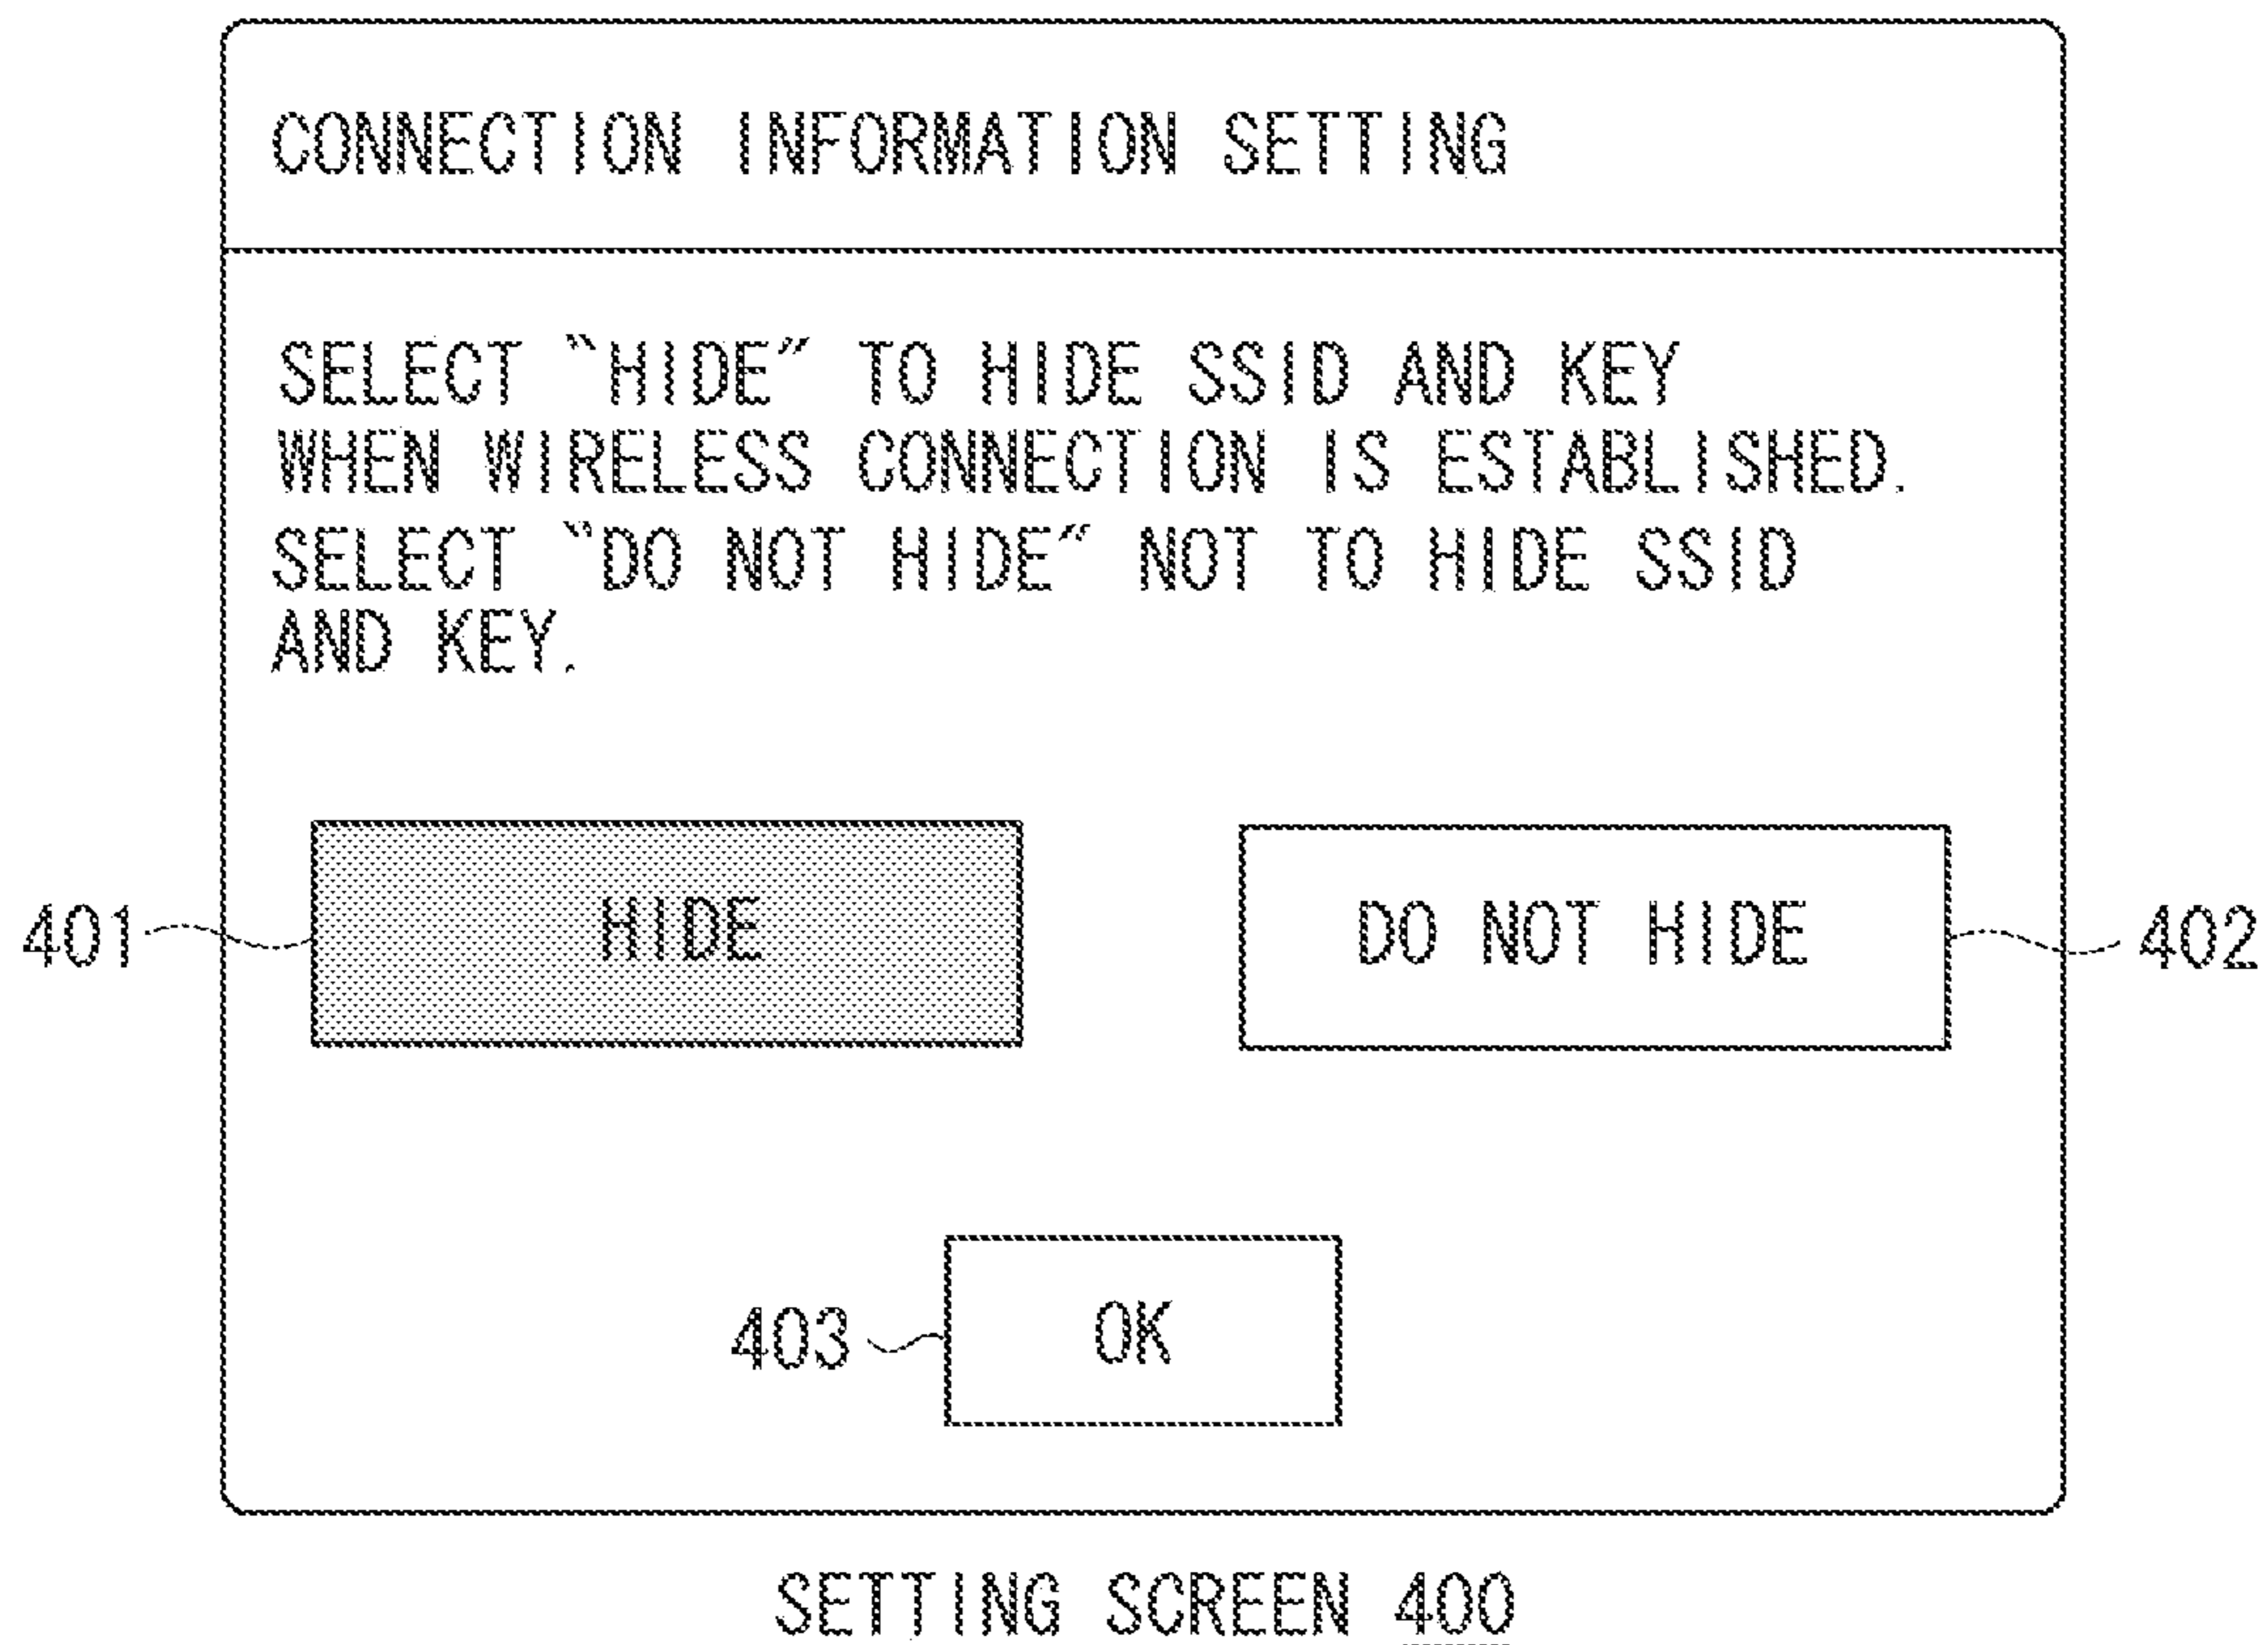 CONNECTION INFORMATION SETTING
SELECT "HIDE" TO HIDE SSID AND KEY
WHEN WIRELESS CONNECTION IS ESTABLISHED.
SELECT "DO NOT HIDE" NOT TO HIDE SSID
AND KEY.
401
HIDE
DO NOT HIDE
402
403
OK
SETTING SCREEN 400